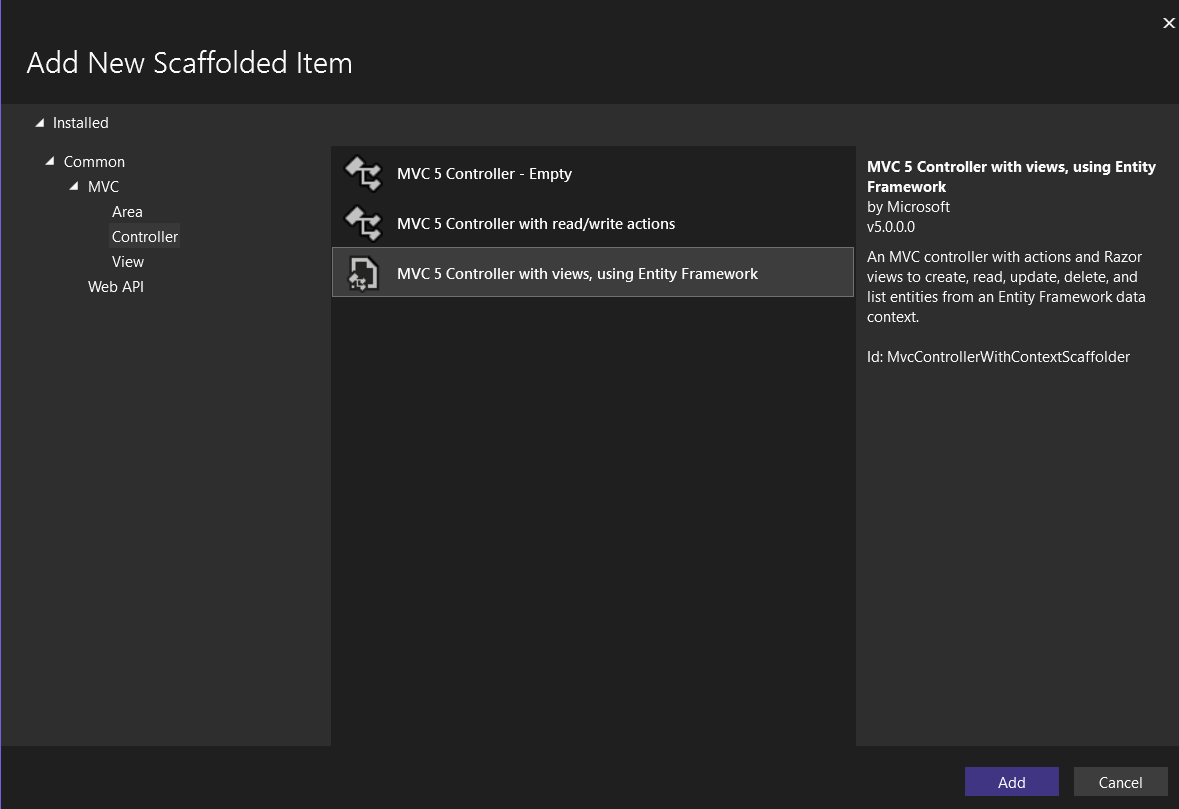 Add New Scaffolded Item
Installed
Common
MVC
Area
Controller
View
Web API
MVC 5 Controller - Empty
MVC 5 Controller with read/write actions
MVC 5 Controller with views, using Entity Framework
MVC 5 Controller with views, using Entity
Framework
by Microsoft
v5.0.0.0
An MVC controller with actions and Razor
views to create, read, update, delete, and
list entities from an Entity Framework data
context.
Id: MvcControllerWithContextScaffolder
Add
Cancel